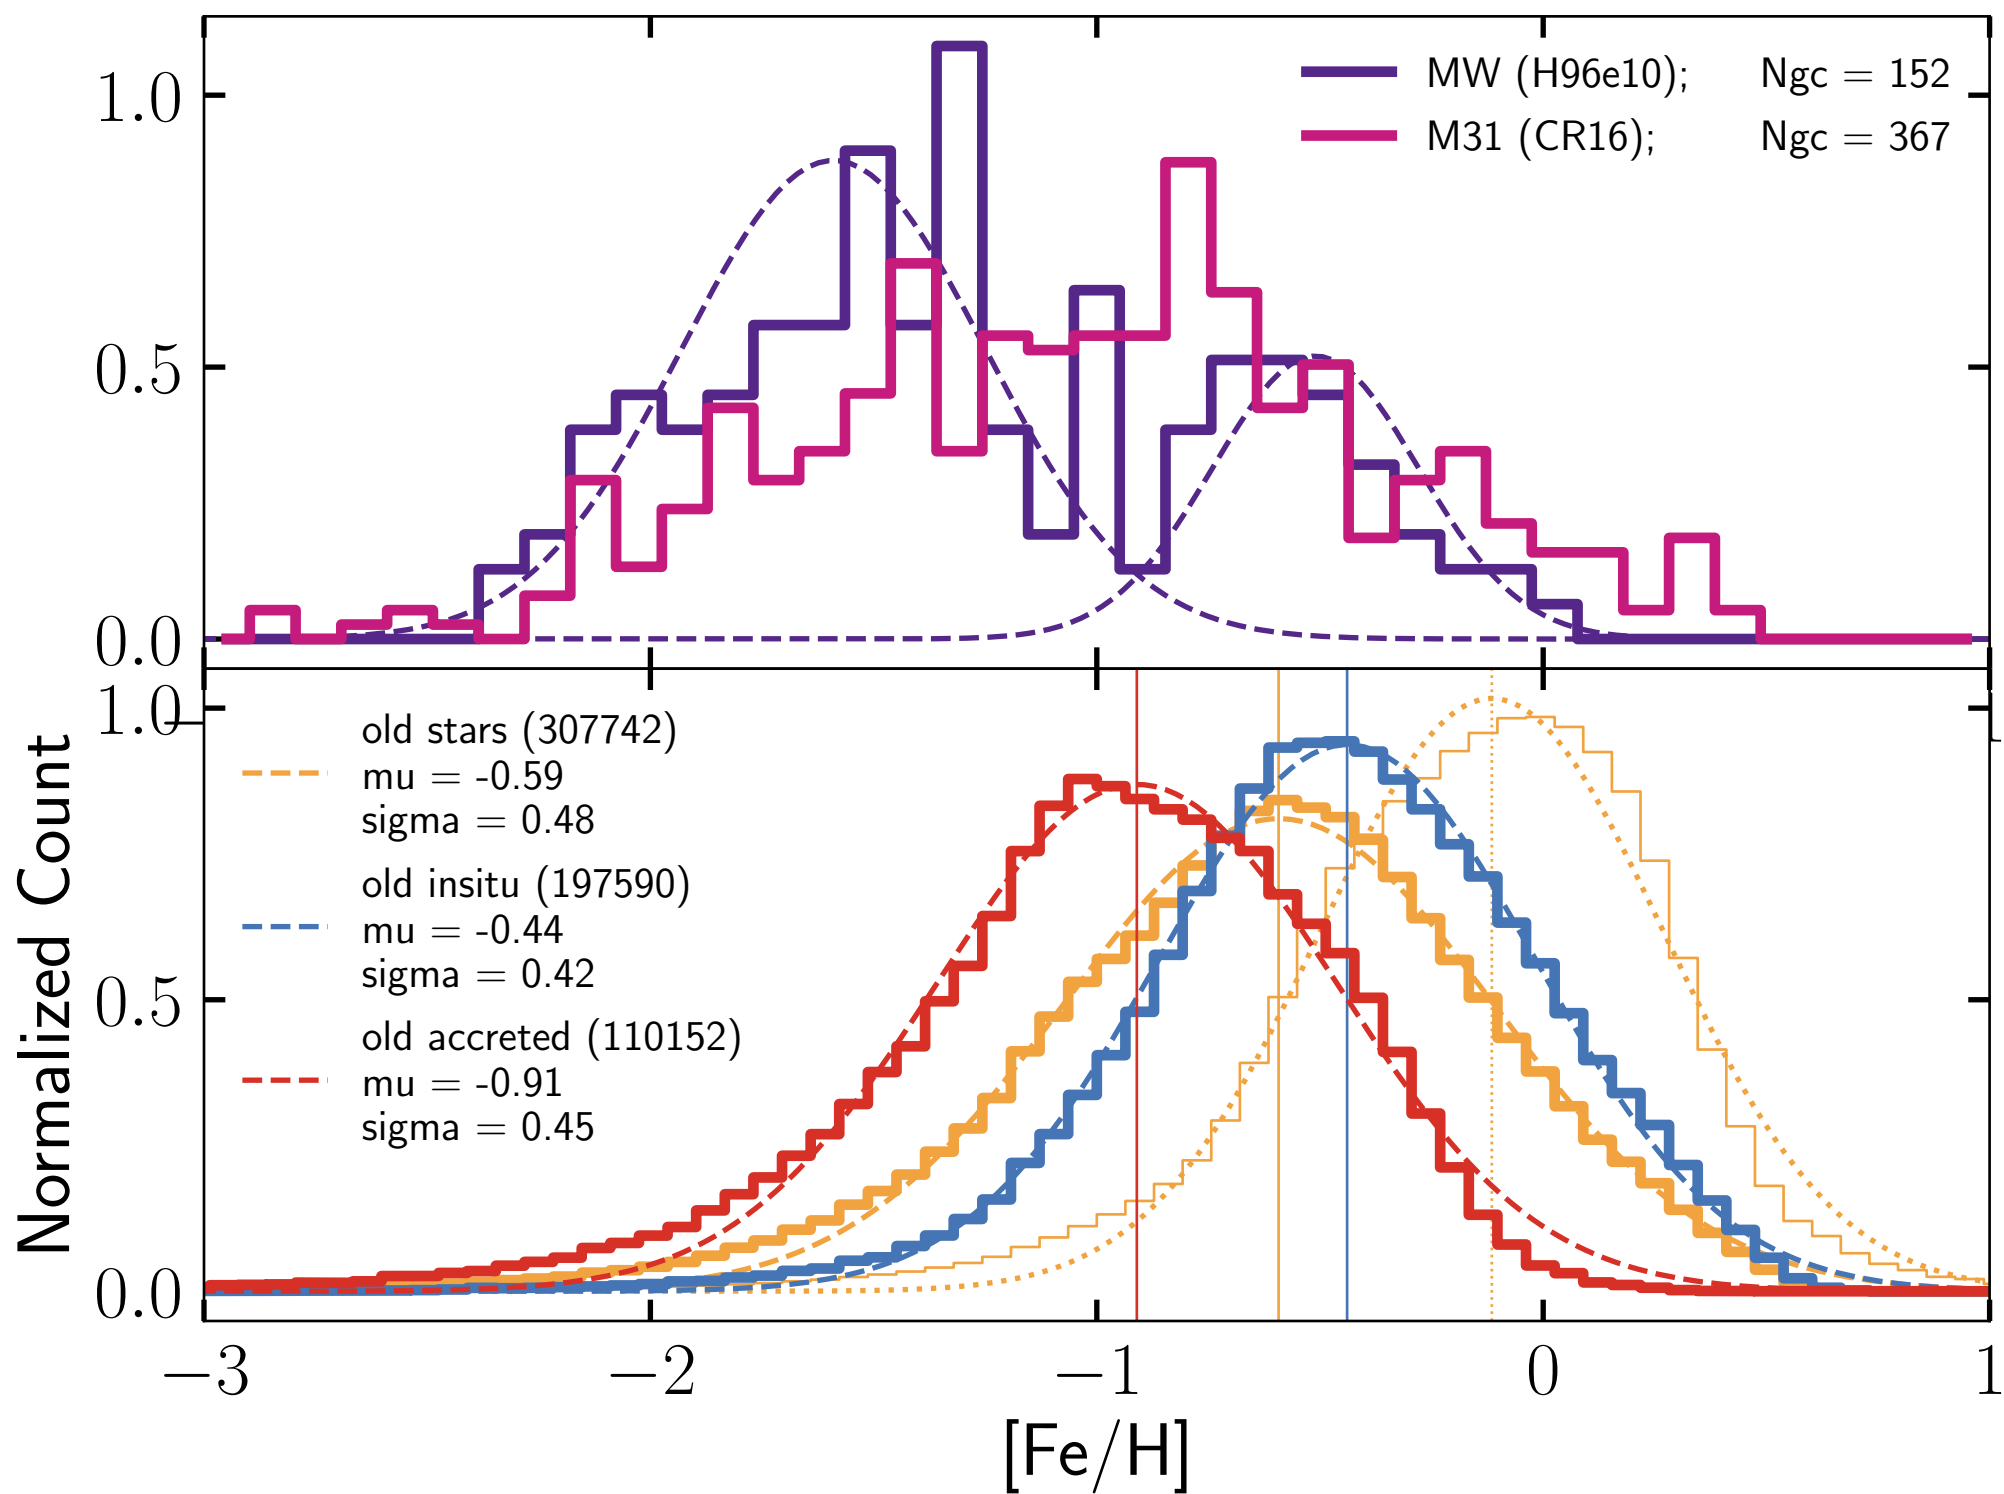 1.0
MW (H96e10); Ngc = 152
M31 (CR16); Ngc = 367
0.5
0.0
1.0
old stars (307742)
mu = -0.59
sigma = 0.48
old insitu (197590)
mu = -0.44
sigma = 0.42
0.5
old accreted (110152)
mu = -0.91
sigma = 0.45
0.0
Normalized Count
−3 −2 −1 0 1
[Fe/H]